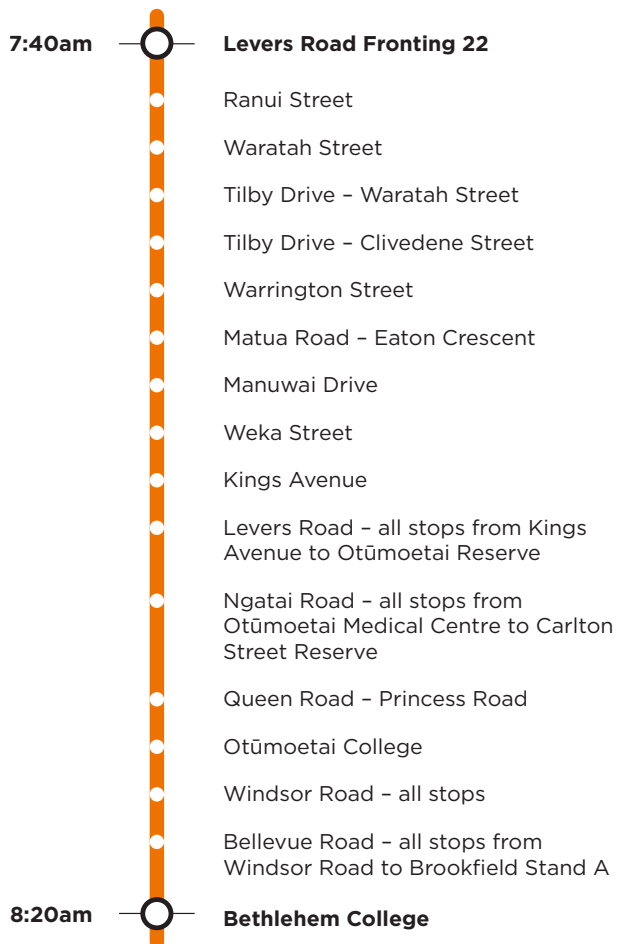 7:40am Levers Road Fronting 22
Ranui Street
Waratah Street
Tilby Drive – Waratah Street
Tilby Drive – Clivedene Street
Warrington Street
Matua Road – Eaton Crescent
Manuwai Drive
Weka Street
Kings Avenue
Levers Road – all stops from Kings
Avenue to Otūmoetai Reserve
Ngatai Road – all stops from
Otūmoetai Medical Centre to Carlton
Street Reserve
Queen Road – Princess Road
Otūmoetai College
Windsor Road – all stops
Bellevue Road – all stops from
Windsor Road to Brookfield Stand A
8:20am Bethlehem College